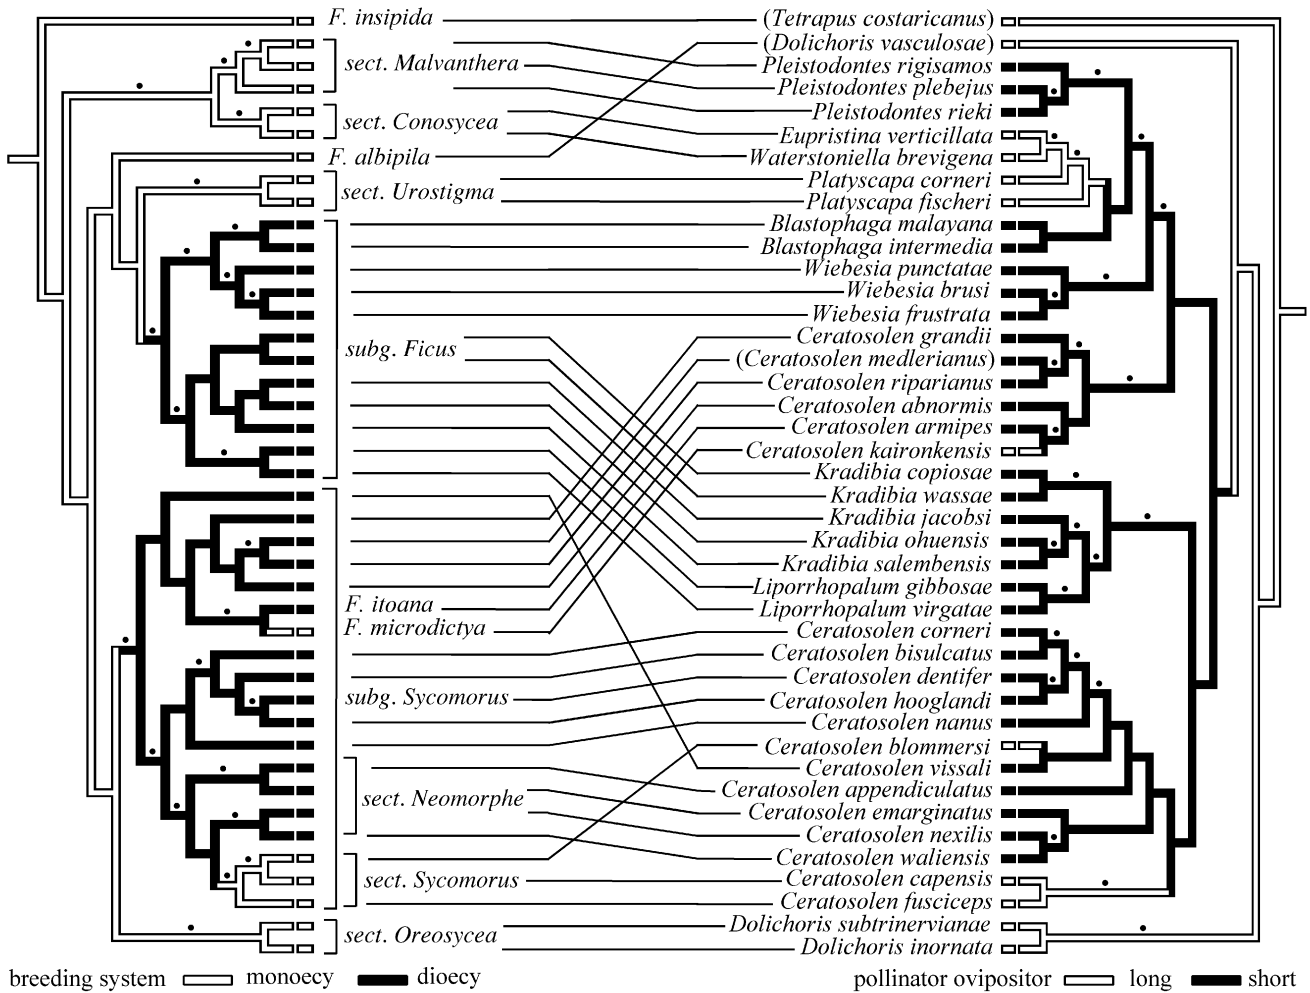 F. insipida
sect. Malvanthera
sect. Conosycea
F. albipila
sect. Urostigma
subg. Ficus
F. itoana
F. microdictya
subg. Sycomorus
sect. Neomorphe
sect. Sycomorus
sect. Oreosycea
(Tetrapus costaricanus)
(Dolichoris vasculosae)
Pleistodontes rigisamos
Pleistodontes plebejus
Pleistodontes rieki
Eupristina verticillata
Waterstoniella brevigena
Platyscapa corneri
Platyscapa fischeri
Blastophaga malayana
Blastophaga intermedia
Wiebesia punctatae
Wiebesia brusi
Wiebesia frustrata
Ceratosolen grandii
(Ceratosolen medlerianus)
Ceratosolen riparianus
Ceratosolen abnormis
Ceratosolen armipes
Ceratosolen kaironkensis
Kradibia copiosae
Kradibia wassae
Kradibia jacobsi
Kradibia ohuensis
Kradibia salembensis
Liporrhopalum gibbosae
Liporrhopalum virgatae
Ceratosolen corneri
Ceratosolen bisulcatus
Ceratosolen dentifer
Ceratosolen hooglandi
Ceratosolen nanus
Ceratosolen blommersi
Ceratosolen vissali
Ceratosolen appendiculatus
Ceratosolen emarginatus
Ceratosolen nexilis
Ceratosolen waliensis
Ceratosolen capensis
Ceratosolen fusciceps
Dolichoris subtrinervianae
Dolichoris inornata
breeding system monoecy dioecy
pollinator ovipositor long short